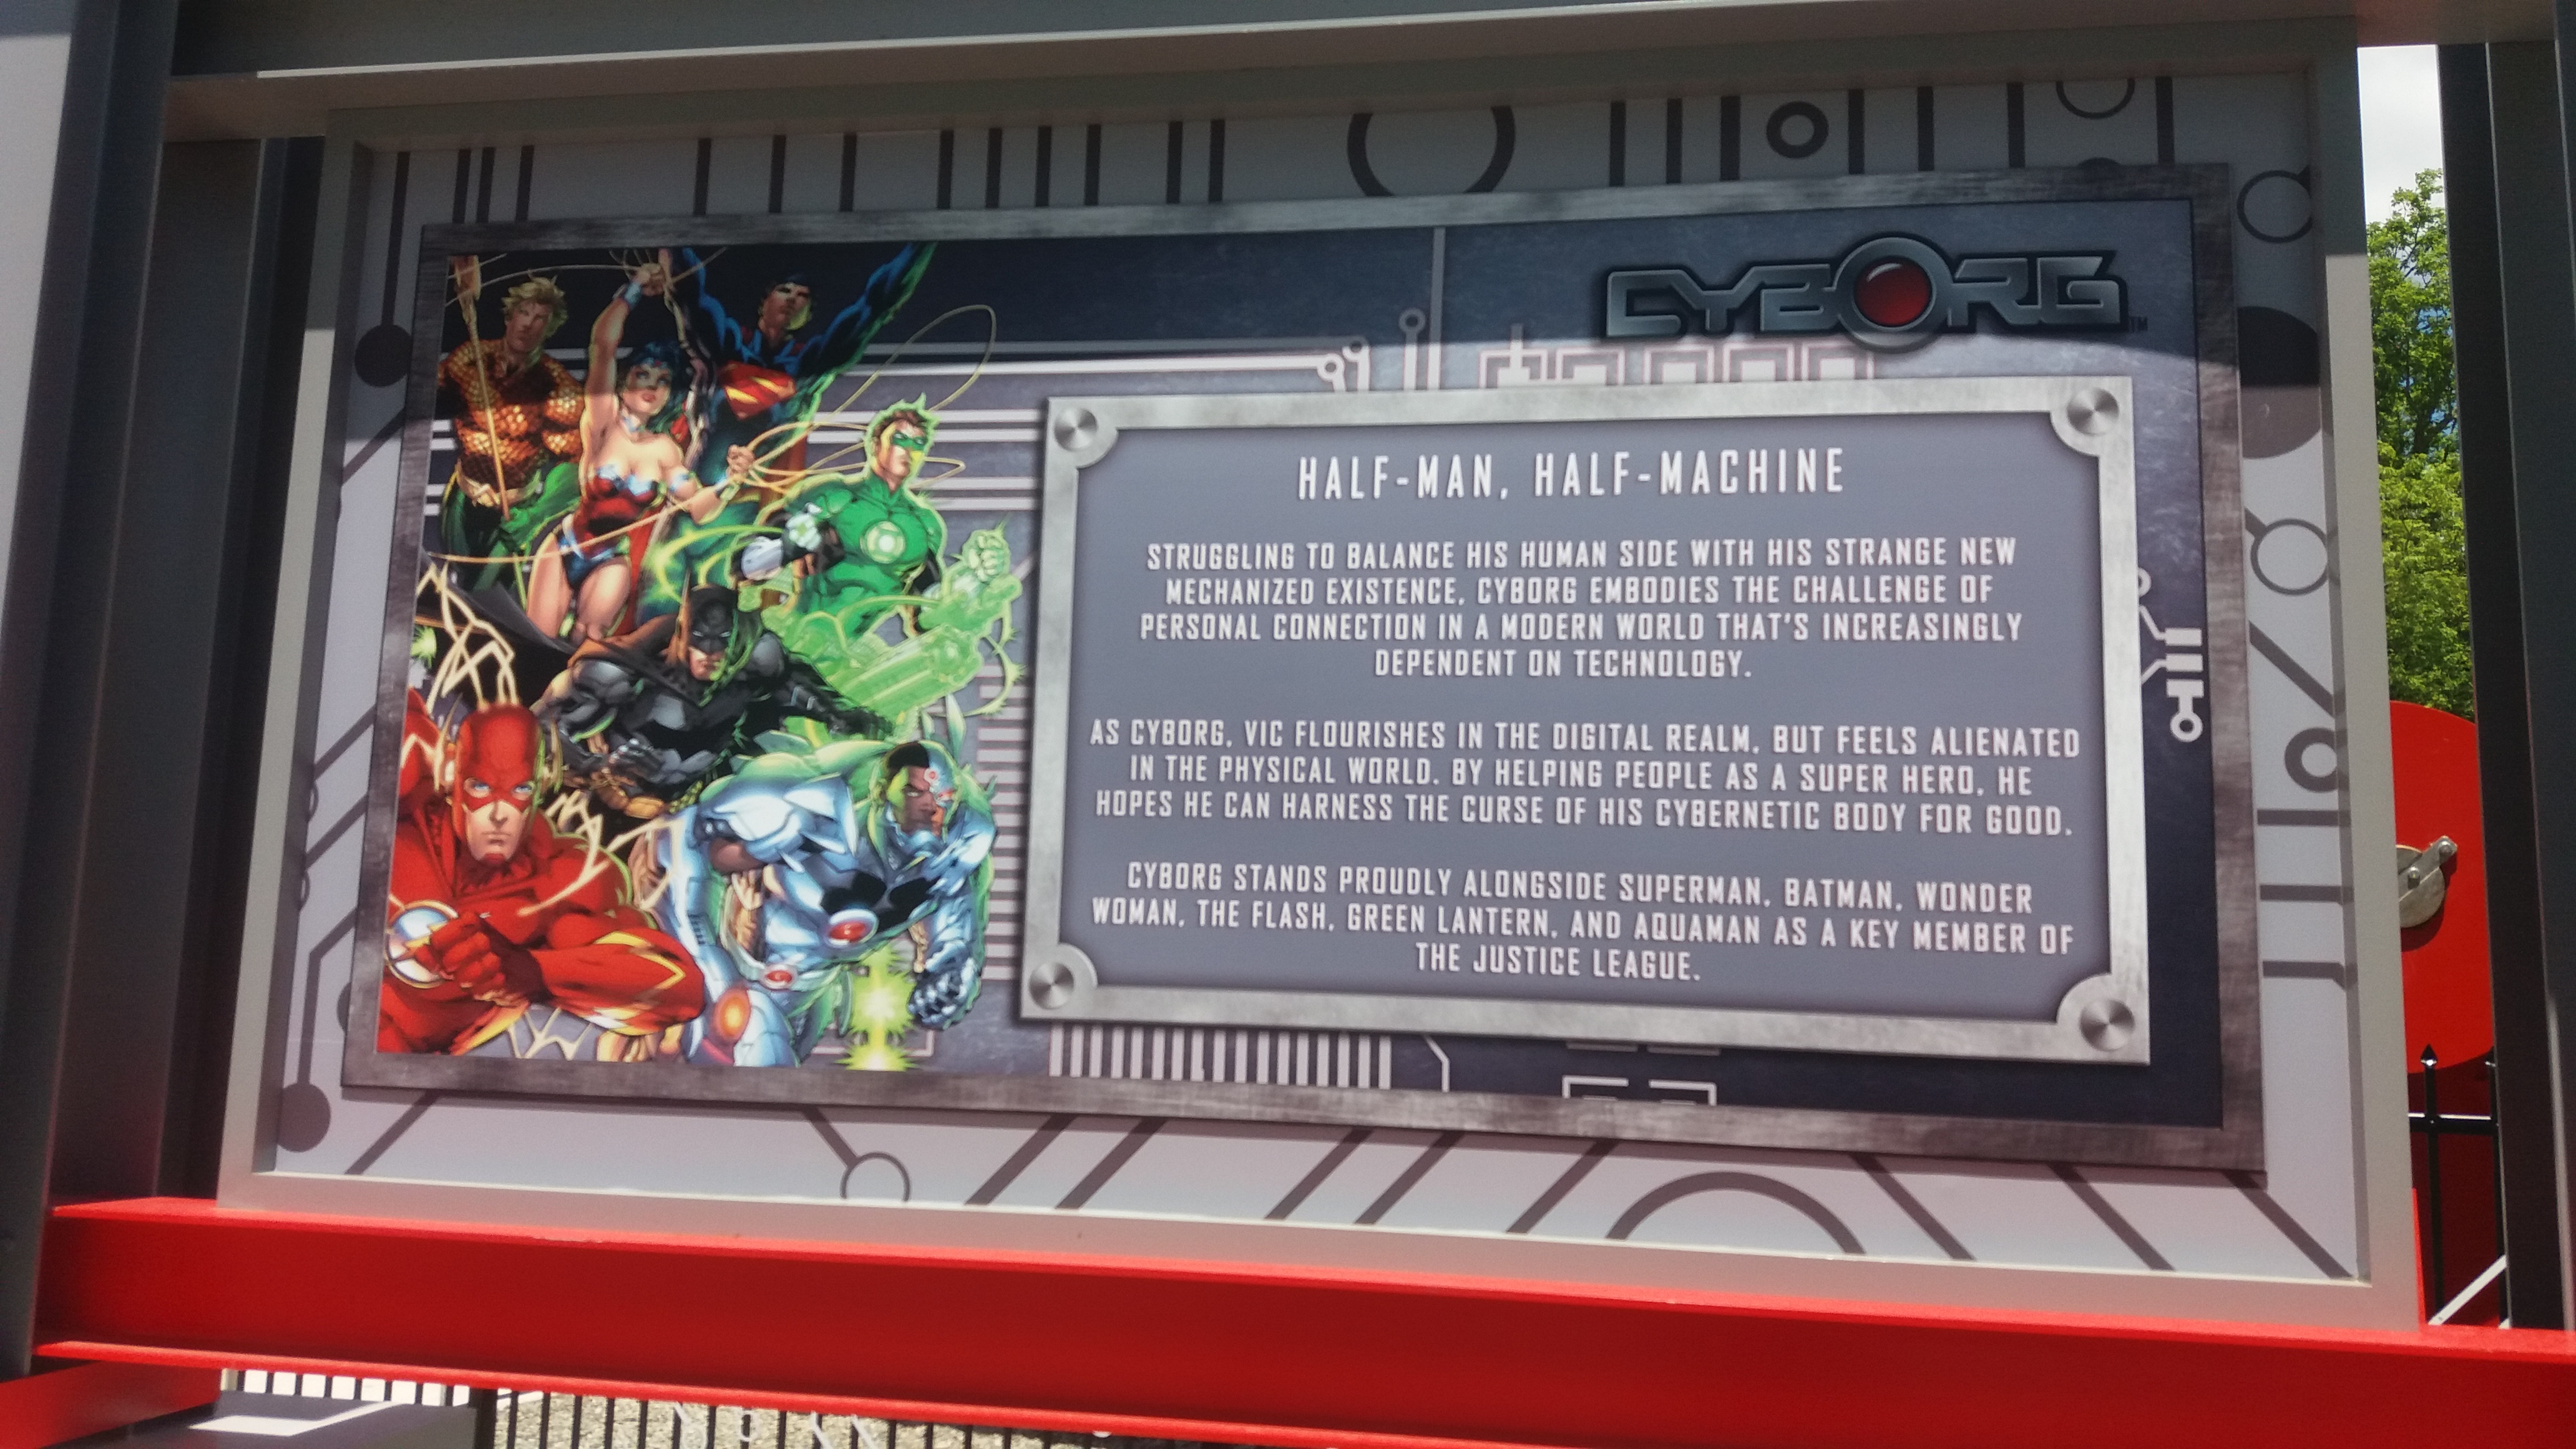 CYBORG™
HALF-MAN, HALF-MACHINE
STRUGGLING TO BALANCE HIS HUMAN SIDE WITH HIS STRANGE NEW
MECHANIZED EXISTENCE, CYBORG EMBODIES THE CHALLENGE OF
PERSONAL CONNECTION IN A MODERN WORLD THAT'S INCREASINGLY
DEPENDENT ON TECHNOLOGY.
AS CYBORG, VIC FLOURISHES IN THE DIGITAL REALM, BUT FEELS ALIENATED
IN THE PHYSICAL WORLD. BY HELPING PEOPLE AS A SUPER HERO, HE
HOPES HE CAN HARNESS THE CURSE OF HIS CYBERNETIC BODY FOR GOOD.
CYBORG STANDS PROUDLY ALONGSIDE SUPERMAN, BATMAN, WONDER
WOMAN, THE FLASH, GREEN LANTERN, AND AQUAMAN AS A KEY MEMBER OF
THE JUSTICE LEAGUE.